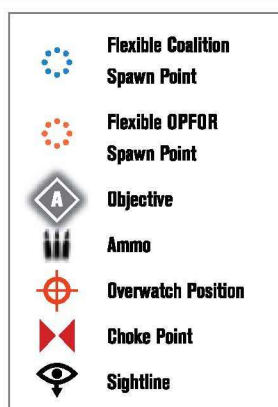 Flexible Coalition
Spawn Point
Flexible OPFOR
Spawn Point
A
Objective
Ammo
Overwatch Position
Choke Point
Sightline